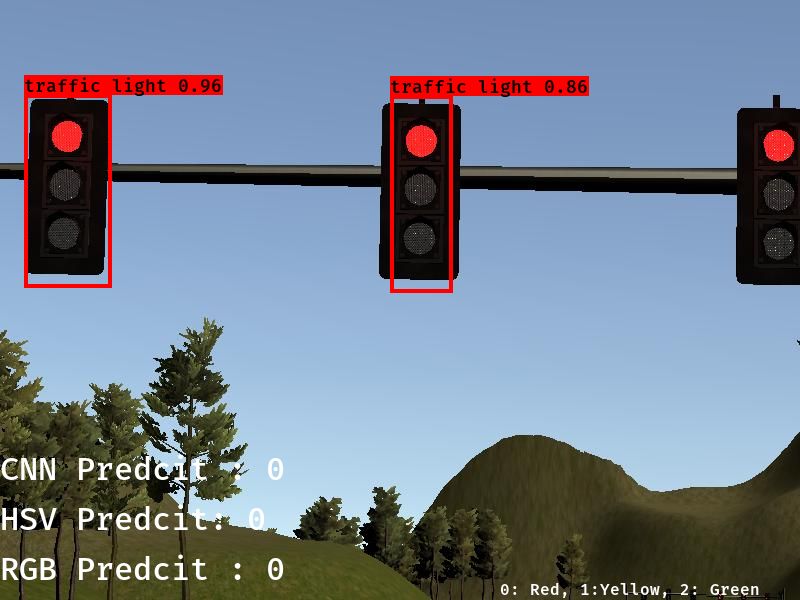 traffic light 0.96
traffic light 0.86
CNN Predcit : 0
HSV Predcit: 0
RGB Predcit : 0
0: Red, 1:Yellow, 2: Green